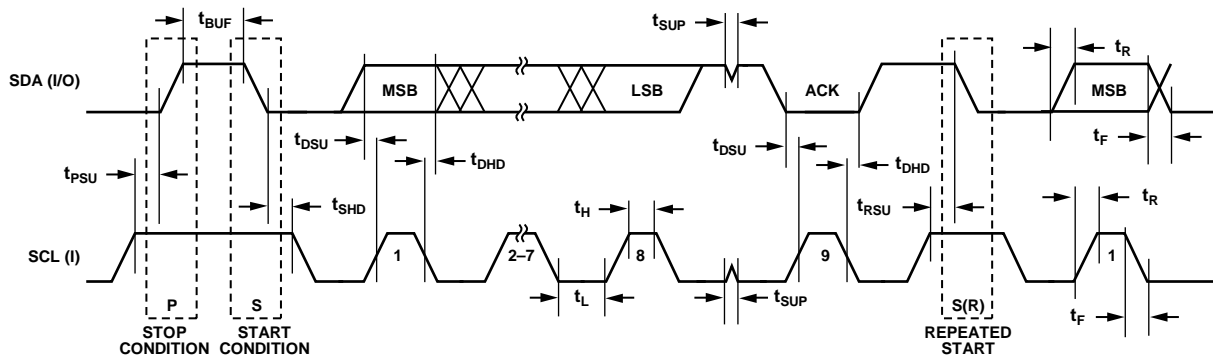 tBUF
tSUP
tR
SDA (I/O)
MSB
LSB
ACK
MSB
tDSU
tDHD
tDSU
tDHD
tF
tPSU
tSHD
tH
tRSU
tR
SCL (I)
1
2–7
8
9
1
P
S
tL
tSUP
S(R)
tF
STOP
CONDITION
START
CONDITION
REPEATED
START